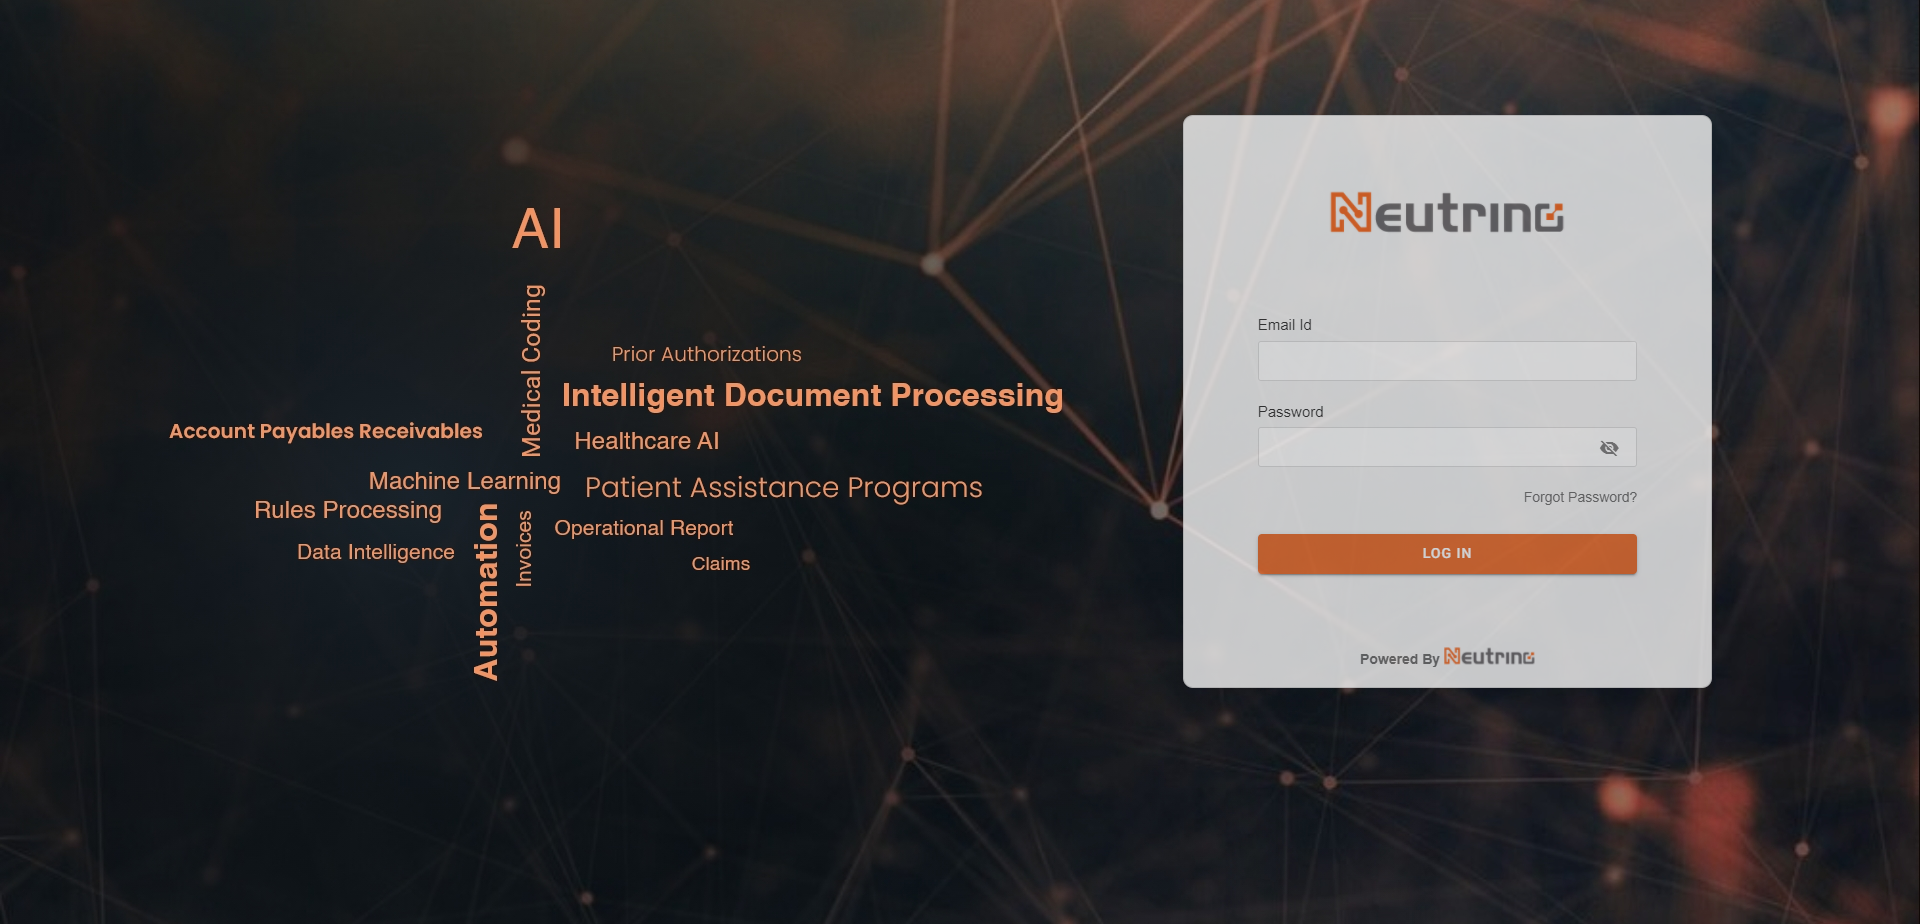 AI
Medical Coding
Prior Authorizations
Intelligent Document Processing
Account Payables Receivables
Healthcare AI
Machine Learning
Patient Assistance Programs
Rules Processing
Automation
Invoices
Operational Report
Data Intelligence
Claims
Neutrino
Email Id
Password
Forgot Password?
LOG IN
Powered By Neutrino